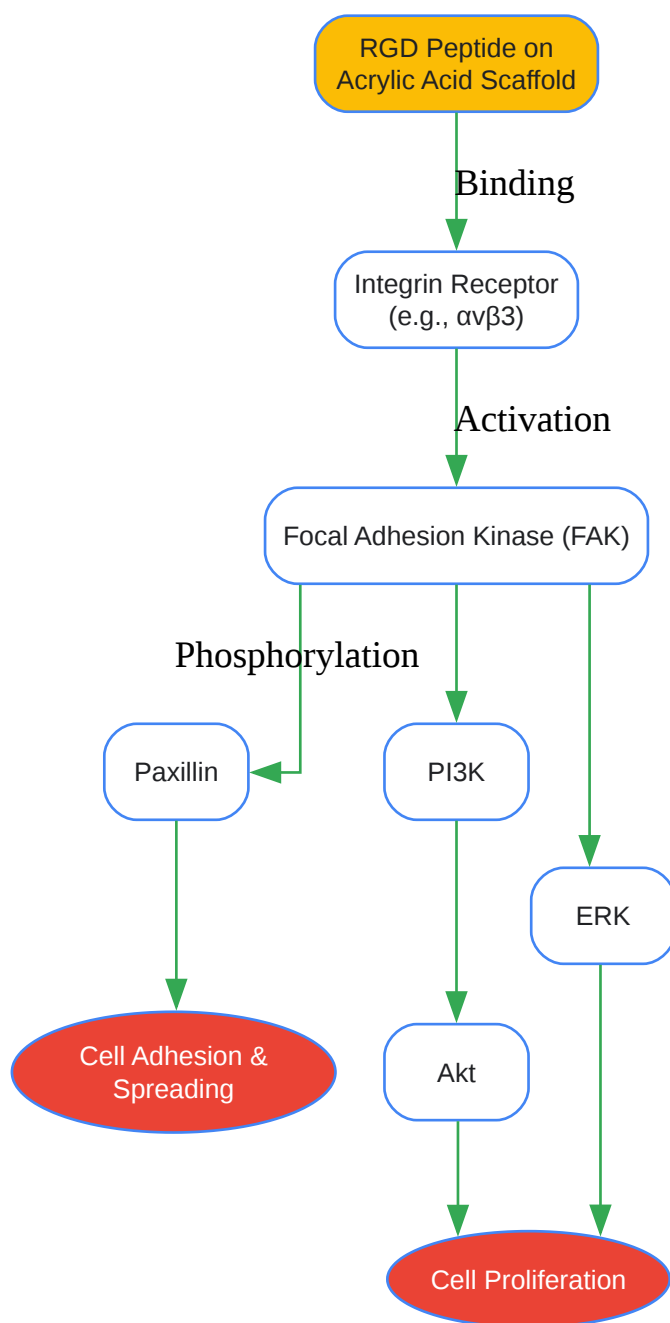 RGD Peptide on
Acrylic Acid Scaffold
Binding
Integrin Receptor
(e.g., αvβ3)
Activation
Focal Adhesion Kinase (FAK)
Phosphorylation
Paxillin
PI3K
ERK
Cell Adhesion &
Spreading
Akt
Cell Proliferation